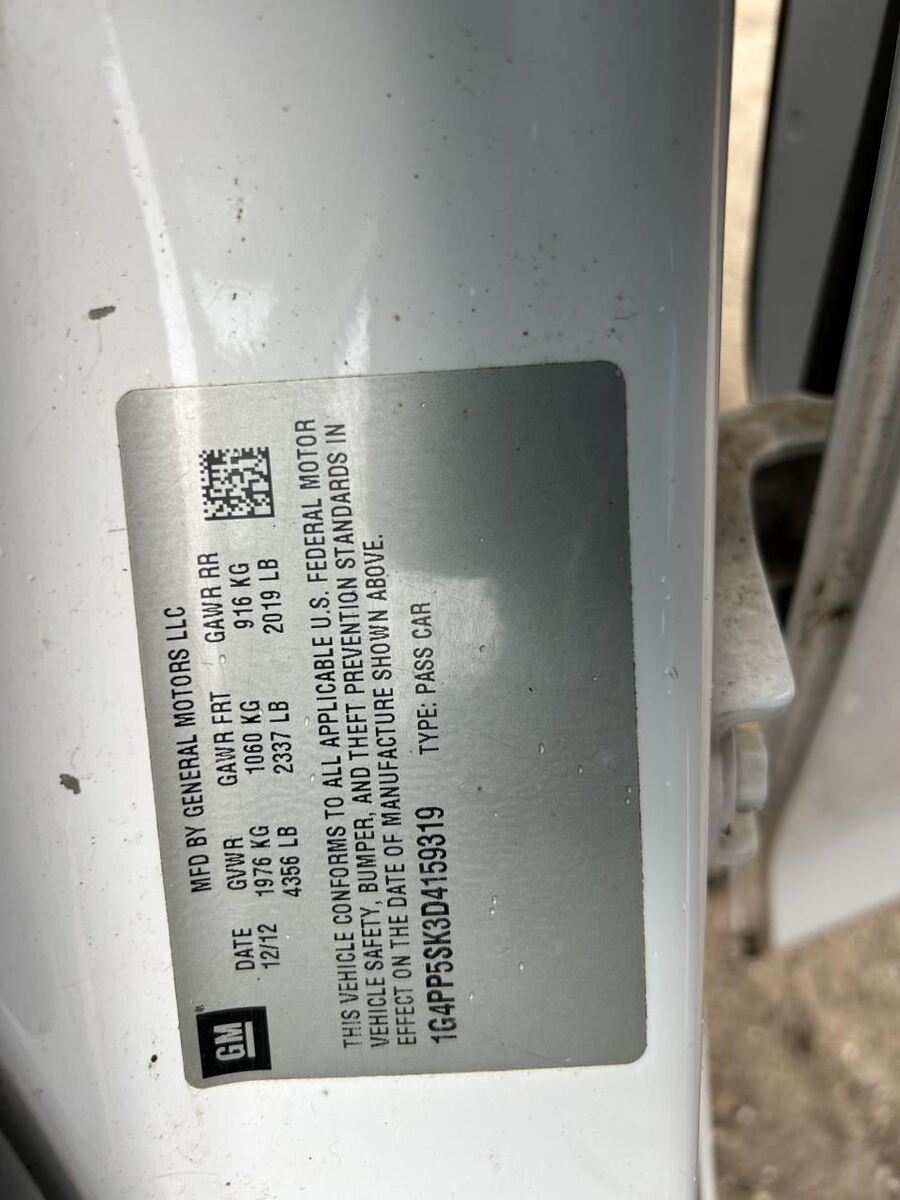 GM®
MFD BY GENERAL MOTORS LLC
DATE GVWR GAWR FRT GAWR RR
12/12 1976 KG 1060 KG 916 KG
4356 LB 2337 LB 2019 LB
THIS VEHICLE CONFORMS TO ALL APPLICABLE U.S. FEDERAL MOTOR
VEHICLE SAFETY, BUMPER, AND THEFT PREVENTION STANDARDS IN
EFFECT ON THE DATE OF MANUFACTURE SHOWN ABOVE.
1G4PP5SK3D4159319 TYPE: PASS CAR